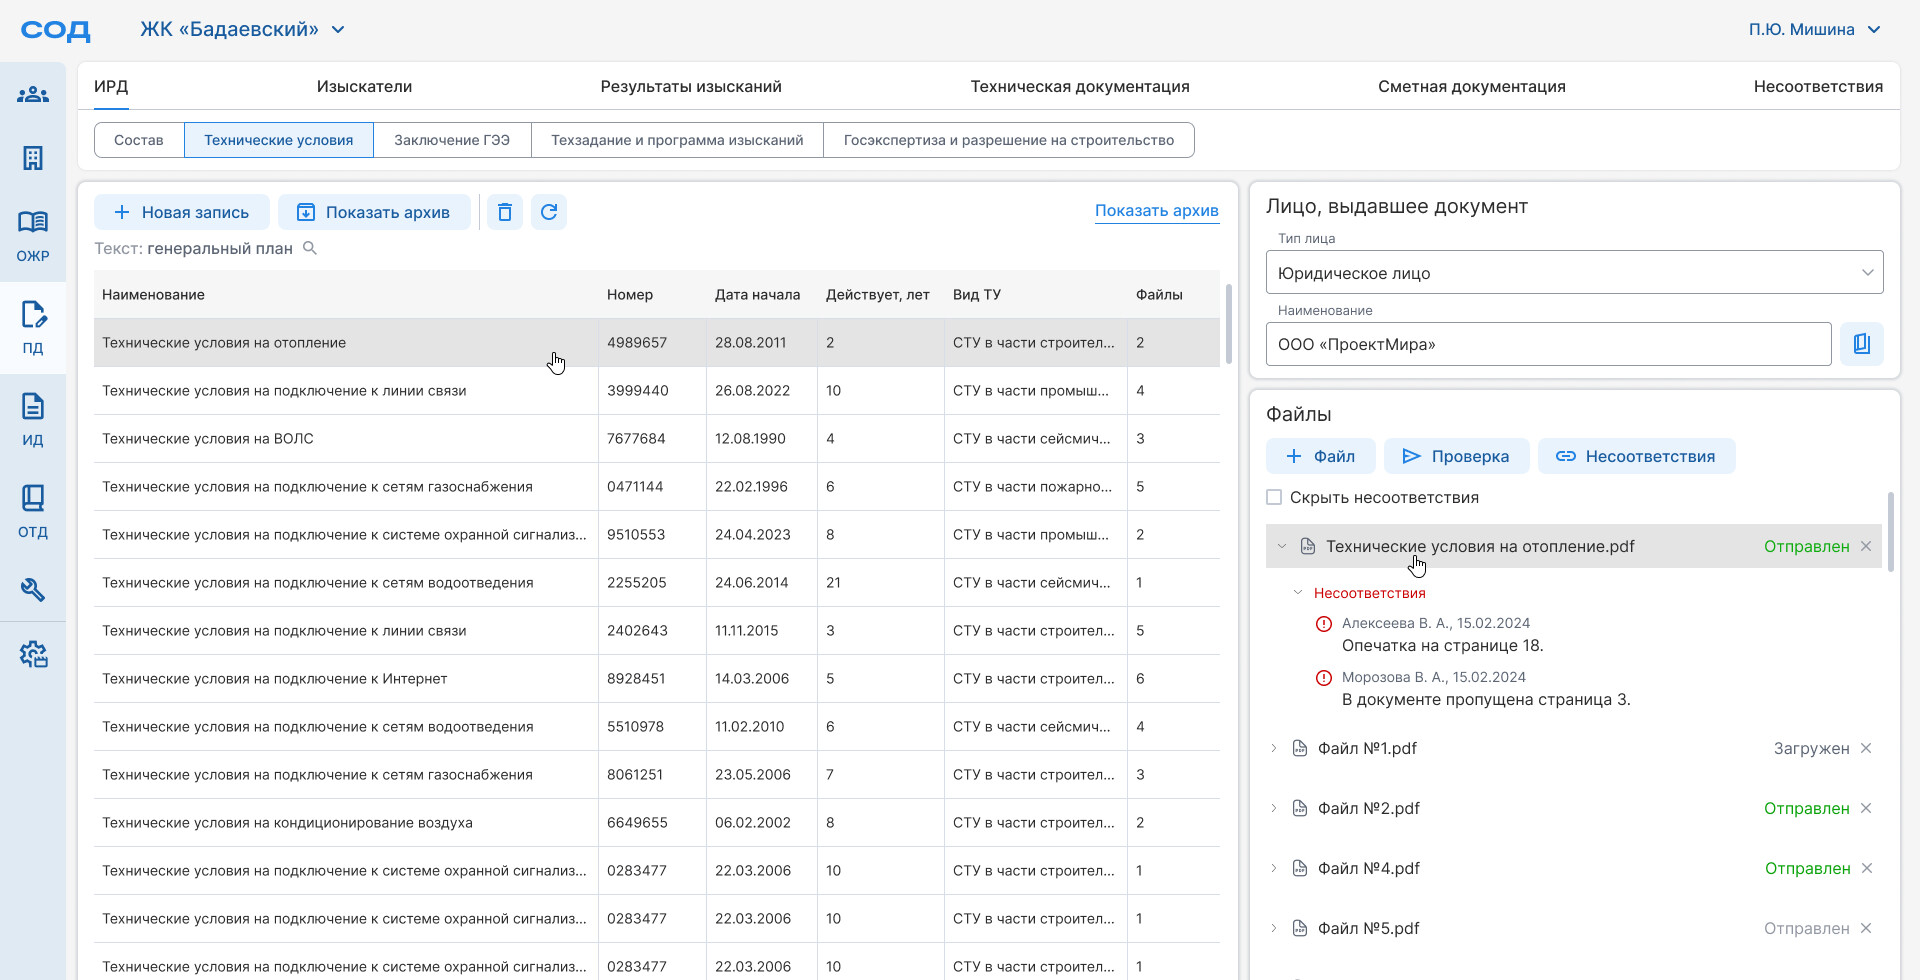 СОД
ЖК «Бадаевский»
П.Ю. Мишина
ОЖР
ПД
ИД
ОТД
ИРД Изыскатели Результаты изысканий Техническая документация Сметная документация Несоответствия
Состав Технические условия Заключение ГЭЭ Техзадание и программа изысканий Госэкспертиза и разрешение на строительство
Новая запись Показать архив Показать архив
Текст: генеральный план
Наименование Номер Дата начала Действует, лет Вид ТУ Файлы
Технические условия на отопление 4989657 28.08.2011 2 СТУ в части строител... 2
Технические условия на подключение к линии связи 3999440 26.08.2022 10 СТУ в части промыш... 4
Технические условия на ВОЛС 7677684 12.08.1990 4 СТУ в части сейсмич... 3
Технические условия на подключение к сетям газоснабжения 0471144 22.02.1996 6 СТУ в части пожарно... 5
Технические условия на подключение к системе охранной сигнализ... 9510553 24.04.2023 8 СТУ в части промыш... 2
Технические условия на подключение к сетям водоотведения 2255205 24.06.2014 21 СТУ в части сейсмич... 1
Технические условия на подключение к линии связи 2402643 11.11.2015 3 СТУ в части строител... 5
Технические условия на подключение к Интернет 8928451 14.03.2006 5 СТУ в части строител... 6
Технические условия на подключение к сетям водоотведения 5510978 11.02.2010 6 СТУ в части сейсмич... 4
Технические условия на подключение к сетям газоснабжения 8061251 23.05.2006 7 СТУ в части строител... 3
Технические условия на кондиционирование воздуха 6649655 06.02.2002 8 СТУ в части строител... 2
Технические условия на подключение к системе охранной сигнализ... 0283477 22.03.2006 10 СТУ в части строител... 1
Технические условия на подключение к системе охранной сигнализ... 0283477 22.03.2006 10 СТУ в части строител... 1
Технические условия на подключение к системе охранной сигнализ... 0283477 22.03.2006 10 СТУ в части строител... 1
Лицо, выдавшее документ
Тип лица
Юридическое лицо
Наименование
ООО «ПроектМира»
Файлы
Файл Проверка Несоответствия
Скрыть несоответствия
Технические условия на отопление.pdf Отправлен
Несоответствия
Алексеева В. А., 15.02.2024
Опечатка на странице 18.
Морозова В. А., 15.02.2024
В документе пропущена страница 3.
Файл №1.pdf Загружен
Файл №2.pdf Отправлен
Файл №4.pdf Отправлен
Файл №5.pdf Отправлен